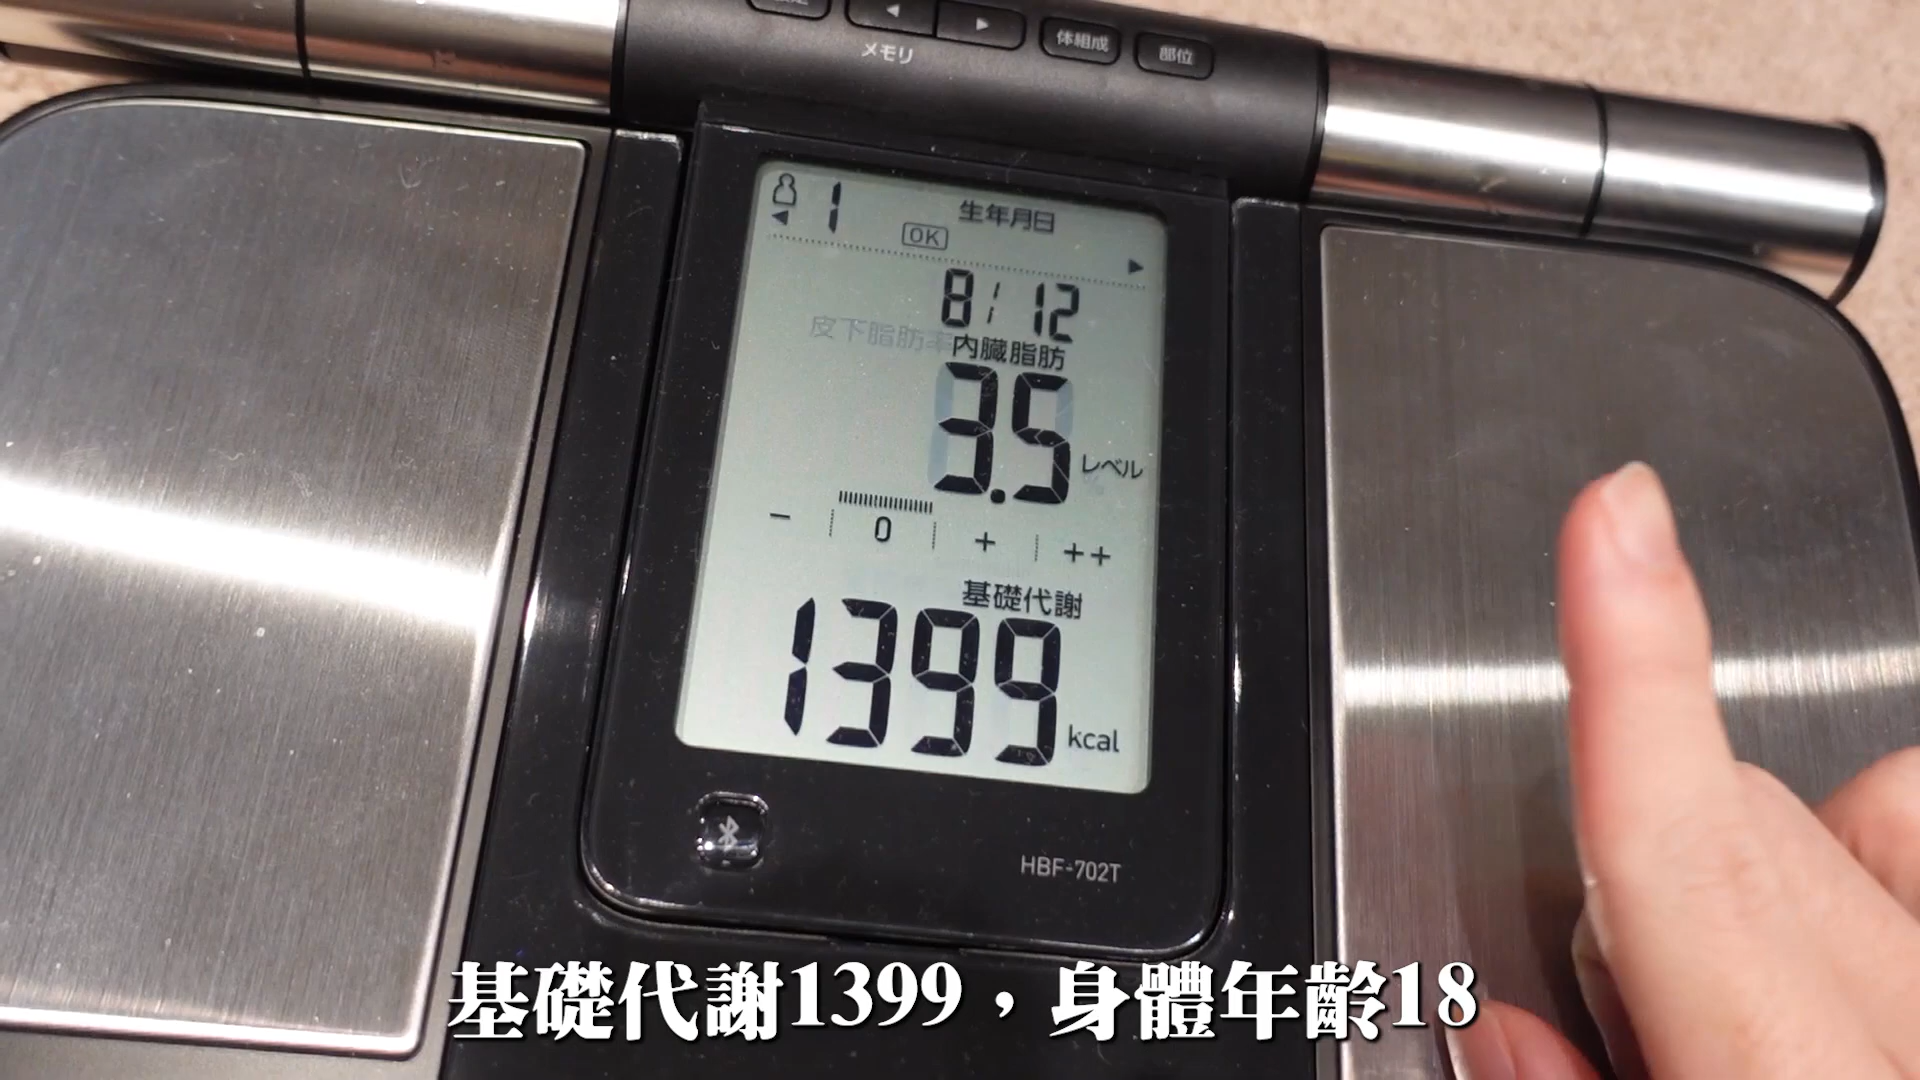 メモリ
体組成
部位
1
生年月日
OK
8/12
皮下脂肪率
内臓脂肪
3.5 レベル
− 0 + ++
基礎代謝
1399 kcal
HBF-702T
基礎代謝1399，身體年齡18